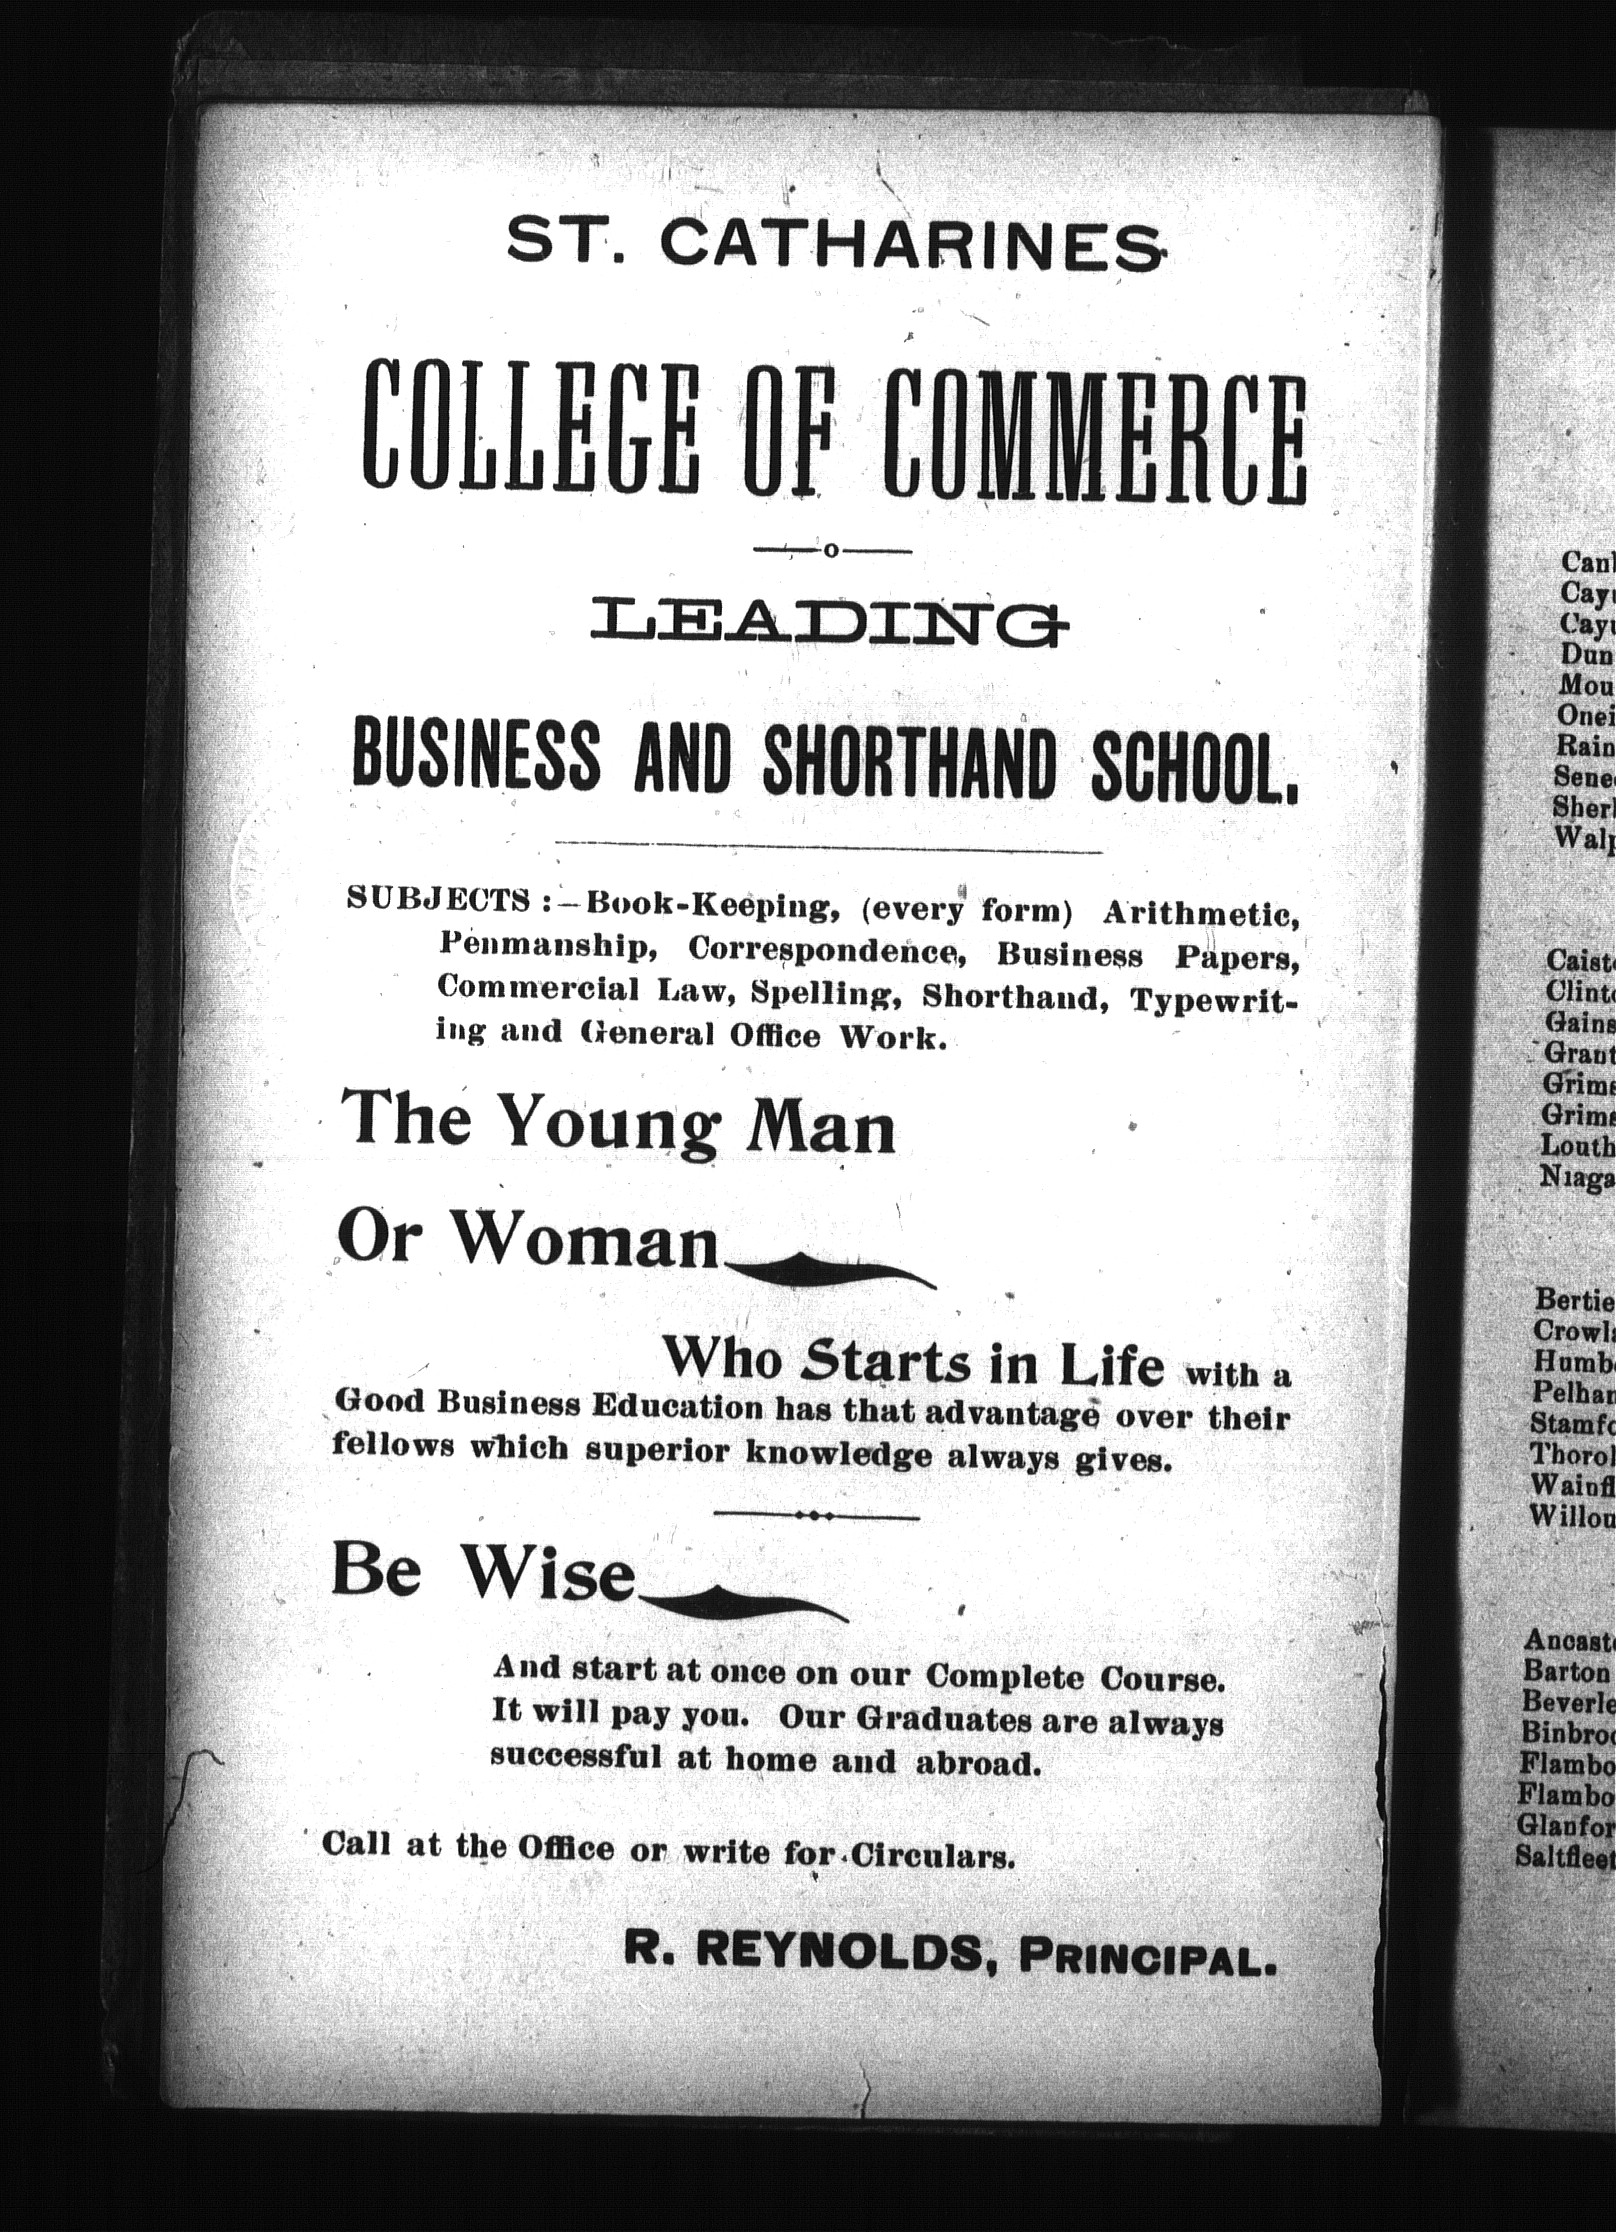 ST. CATHARINES
COLLEGE OF COMMERCE
LEADING
BUSINESS AND SHORTHAND SCHOOL.
SUBJECTS :—Book-Keeping, (every form) Arithmetic,
Penmanship, Correspondence, Business Papers,
Commercial Law, Spelling, Shorthand, Typewrit-
ing and General Office Work.
The Young Man
Or Woman
Who Starts in Life with a
Good Business Education has that advantage over their
fellows which superior knowledge always gives.
Be Wise
And start at once on our Complete Course.
It will pay you. Our Graduates are always
successful at home and abroad.
Call at the Office or write for Circulars.
R. REYNOLDS, PRINCIPAL.
Barton